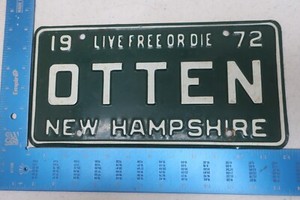 19 LIVE FREE OR DIE 72
OTTEN
NEW HAMPSHIRE